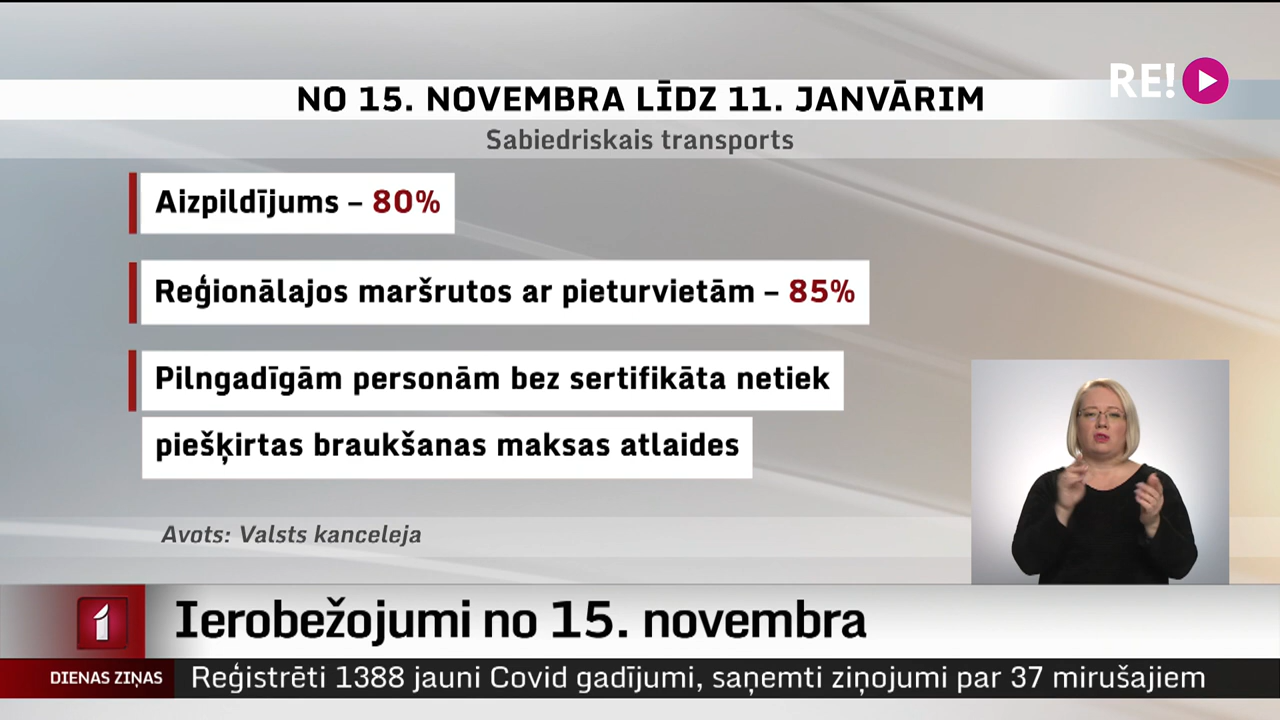 RE!
NO 15. NOVEMBRA LĪDZ 11. JANVĀRIM
Sabiedriskais transports
Aizpildījums – 80%
Reģionālajos maršrutos ar pieturvietām – 85%
Pilngadīgām personām bez sertifikāta netiek
piešķirtas braukšanas maksas atlaides
Avots: Valsts kanceleja
1 Ierobežojumi no 15. novembra
DIENAS ZIŅAS Reģistrēti 1388 jauni Covid gadījumi, saņemti ziņojumi par 37 mirušajiem